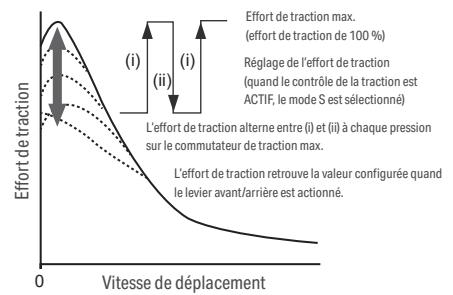 Effort de traction max.
(effort de traction de 100 %)
(i)
(i)
(ii)
Réglage de l'effort de traction
(quand le contrôle de la traction est
ACTIF, le mode S est sélectionné)
L'effort de traction alterne entre (i) et (ii) à chaque pression
sur le commutateur de traction max.
L'effort de traction retrouve la valeur configurée quand
le levier avant/arrière est actionné.
Effort de traction
0
Vitesse de déplacement